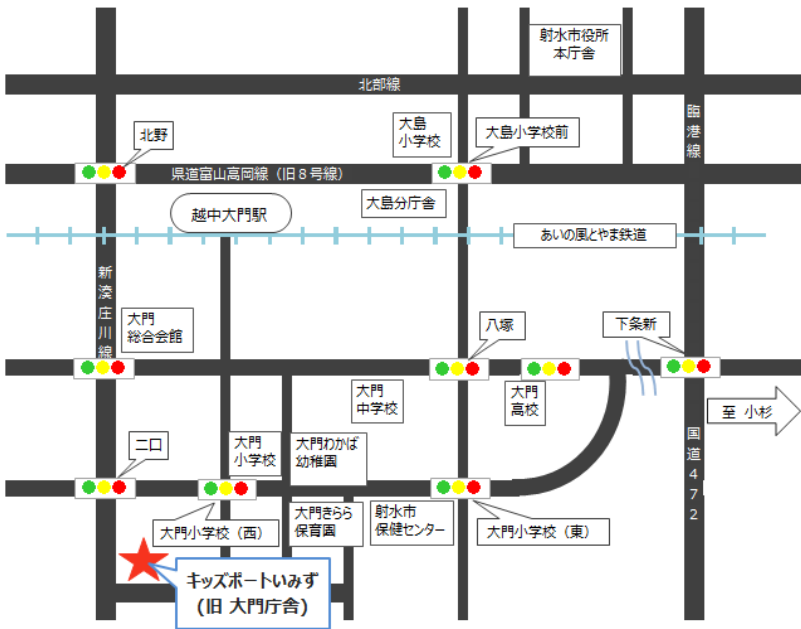 射水市役所
本庁舎
北部線
臨港線
北野
大島
小学校
大島小学校前
県道富山高岡線（旧８号線）
大島分庁舎
越中大門駅
あいの風とやま鉄道
新湊庄川線
大門
総合会館
八塚
下条新
大門
中学校
大門
高校
至 小杉
二口
大門
小学校
大門わかば
幼稚園
国道４７２
大門小学校（西）
大門きらら
保育園
射水市
保健センター
大門小学校（東）
キッズポートいみず
(旧 大門庁舎)